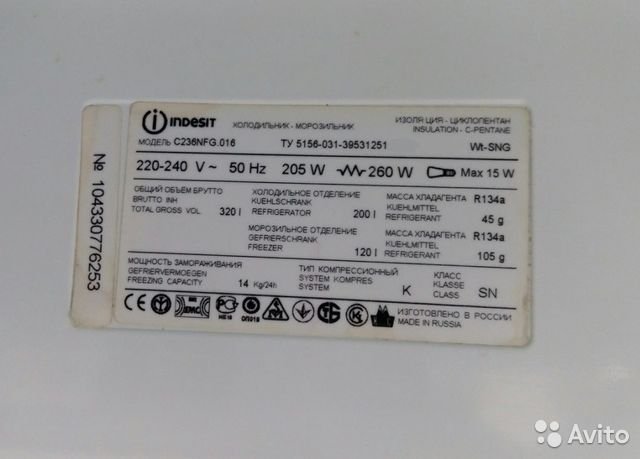 № 104330776253
INDESIT ХОЛОДИЛЬНИК - МОРОЗИЛЬНИК ИЗОЛЯЦИЯ - ЦИКЛОПЕНТАН
INSULATION - C-PENTANE
МОДЕЛЬ C236NFG.016 ТУ 5156-031-39531251 Wt-SNG
220-240 V ~ 50 Hz 205 W 260 W Max 15 W
ОБЩИЙ ОБЪЕМ БРУТТО
BRUTTO INH
TOTAL GROSS VOL 320 l
ХОЛОДИЛЬНОЕ ОТДЕЛЕНИЕ
KUEHLSCHRANK
REFRIGERATOR 200 l
МАССА ХЛАДАГЕНТА R134a
KUEHLMITTEL
REFRIGERANT 45 g
МОРОЗИЛЬНОЕ ОТДЕЛЕНИЕ
GEFRIERSCHRANK
FREEZER 120 l
МАССА ХЛАДАГЕНТА R134a
KUEHLMITTEL
REFRIGERANT 105 g
МОЩНОСТЬ ЗАМОРАЖИВАНИЯ
GEFRIERVERMOEGEN
FREEZING CAPACITY 14 Kg/24h
ТИП КОМПРЕССИОННЫЙ
SYSTEM KOMPRES
SYSTEM K
КЛАСС
KLASSE
CLASS SN
EMC
ИЗГОТОВЛЕНО В РОССИИ
MADE IN RUSSIA
Avito